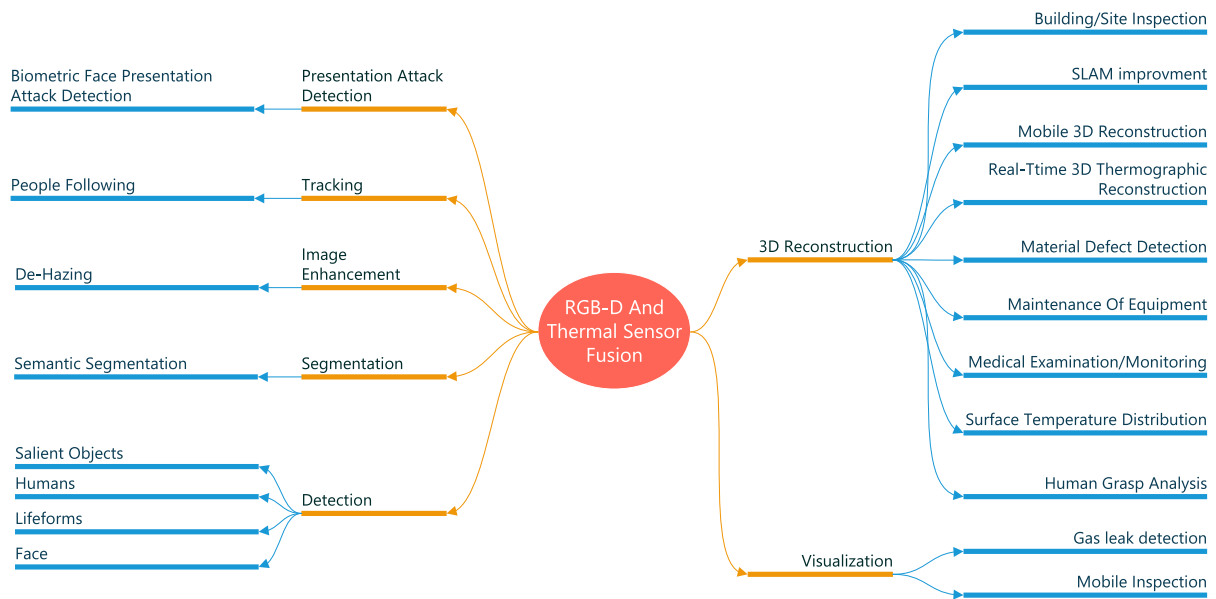 Biometric Face Presentation
Attack Detection
Presentation Attack
Detection
People Following
Tracking
De-Hazing
Image
Enhancement
Semantic Segmentation
Segmentation
Salient Objects
Humans
Lifeforms
Face
Detection
RGB-D And
Thermal Sensor
Fusion
3D Reconstruction
Building/Site Inspection
SLAM improvment
Mobile 3D Reconstruction
Real-Ttime 3D Thermographic
Reconstruction
Material Defect Detection
Maintenance Of Equipment
Medical Examination/Monitoring
Surface Temperature Distribution
Human Grasp Analysis
Visualization
Gas leak detection
Mobile Inspection